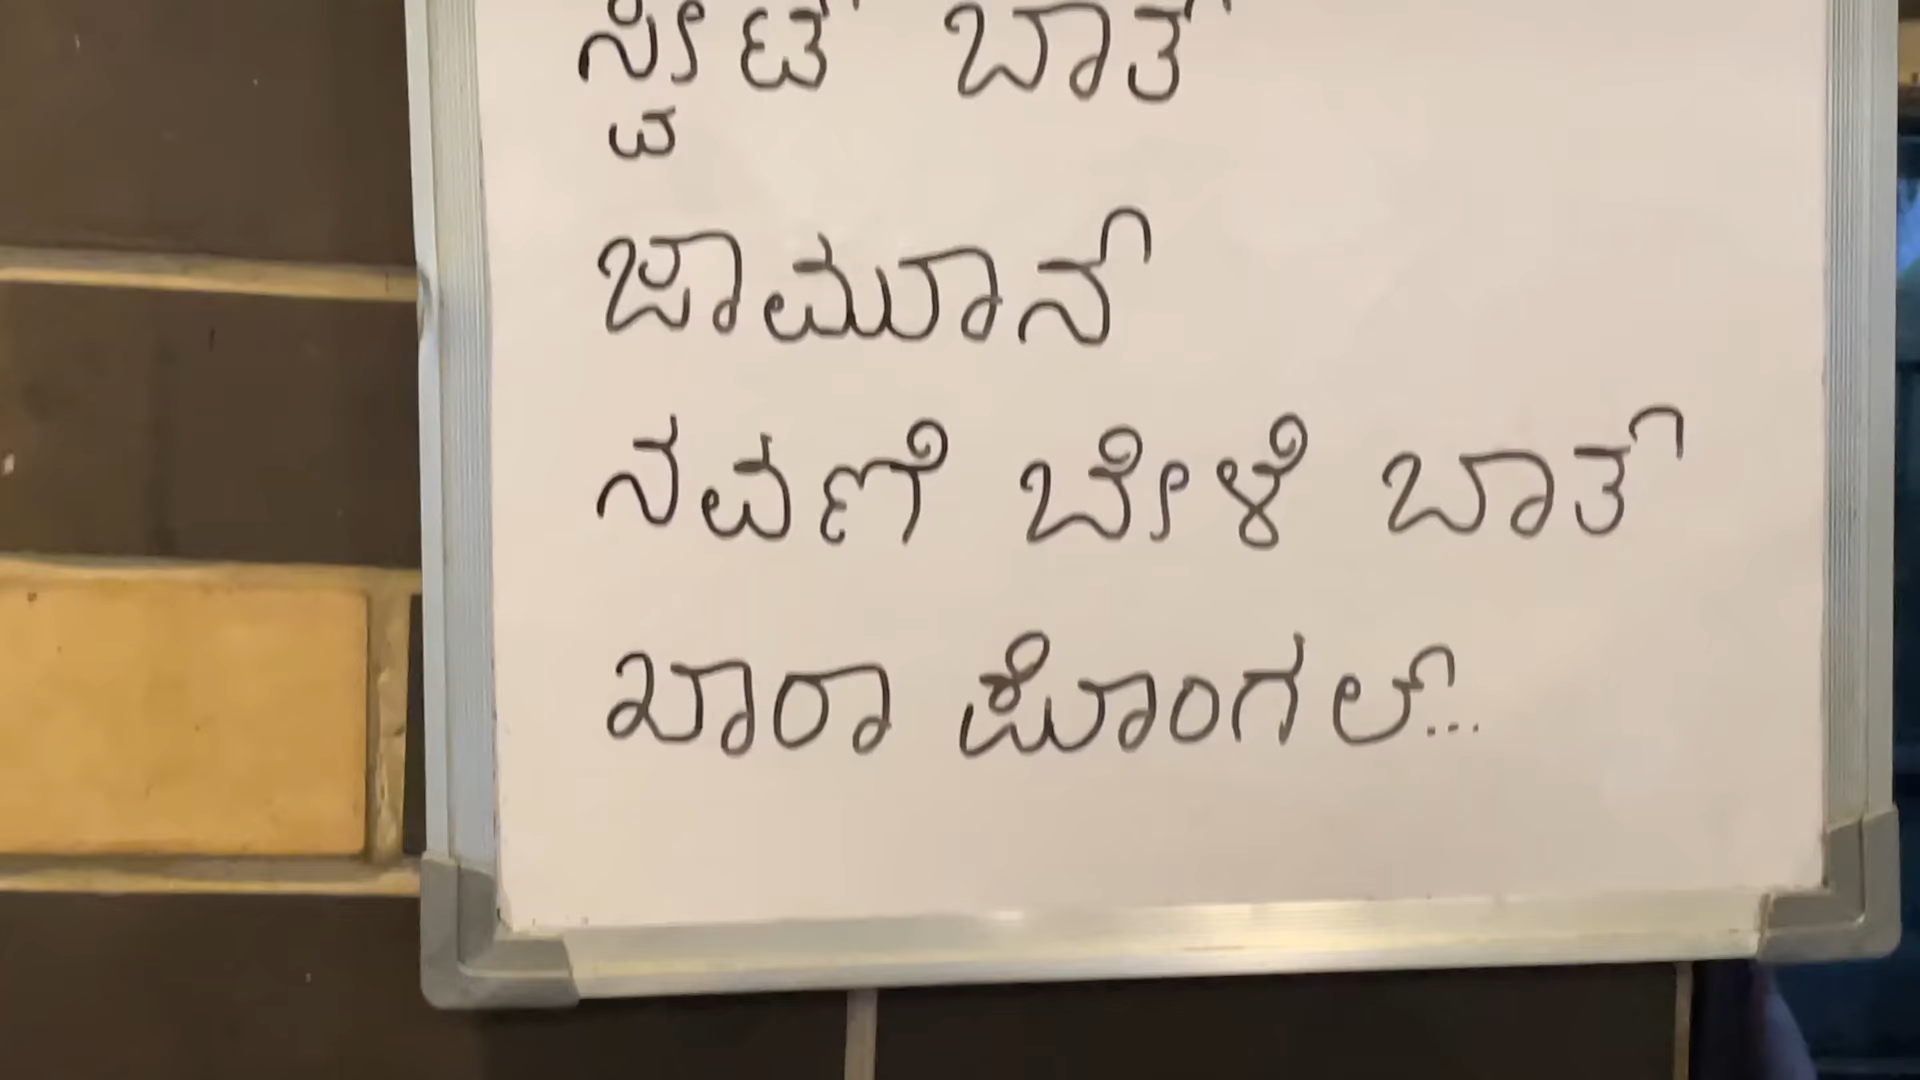 ಸ್ವೀಟ್ ಬಾತ್
ಜಾಮೂನ್
ನವಣೆ ಬೇಳೆ ಬಾತ್
ಖಾರಾ ಪೊಂಗಲ್...